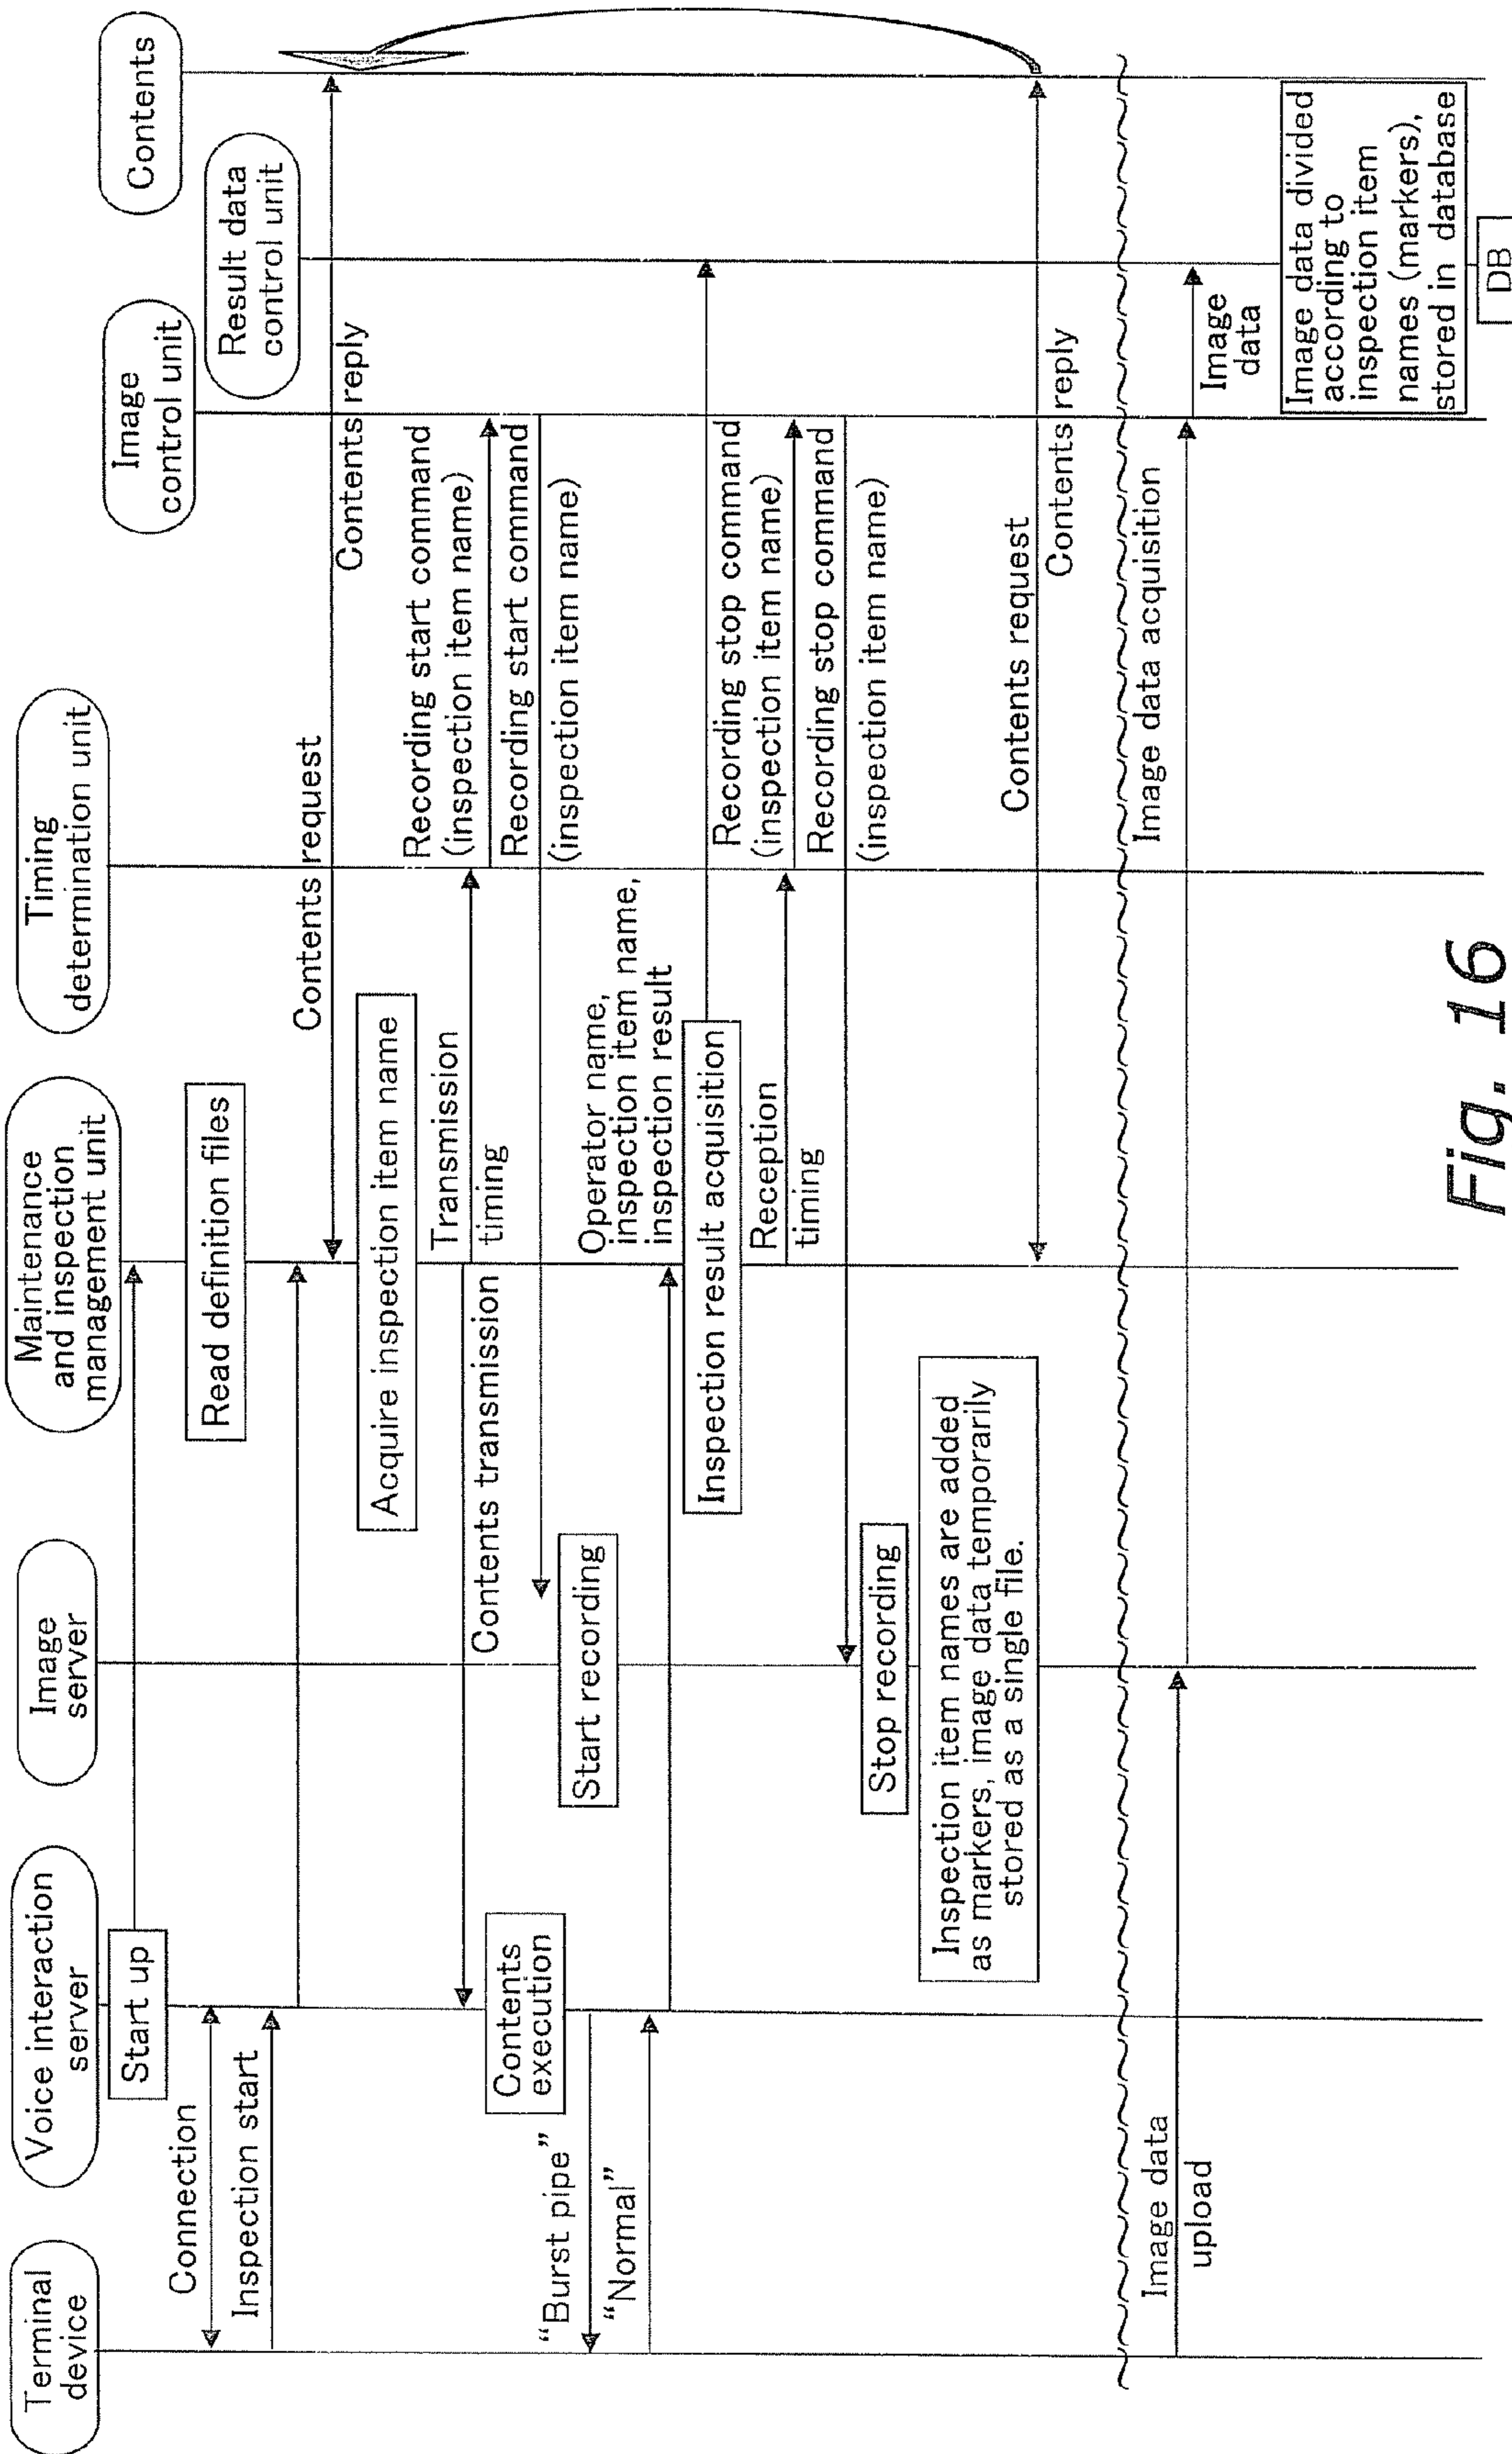 Terminal
device
Voice interaction
server
Image
server
Maintenance
and inspection
management unit
Timing
determination unit
Image
control unit
Result data
control unit
Contents
Start up
Connection
Read definition files
Inspection start
Contents request
Contents reply
Acquire inspection item name
Transmission
timing
Contents transmission
Recording start command
(inspection item name)
Recording start command
(inspection item name)
Contents
execution
Start recording
“Burst pipe”
“Normal”
Operator name,
inspection item name,
inspection result
Inspection result acquisition
Reception
timing
Recording stop command
(inspection item name)
Recording stop command
(inspection item name)
Stop recording
Inspection item names are added
as markers, image data temporarily
stored as a single file.
Contents request
Contents reply
Image data
upload
Image data acquisition
Image
data
Image data divided
according to
inspection item
names (markers),
stored in database
DB
Fig. 16